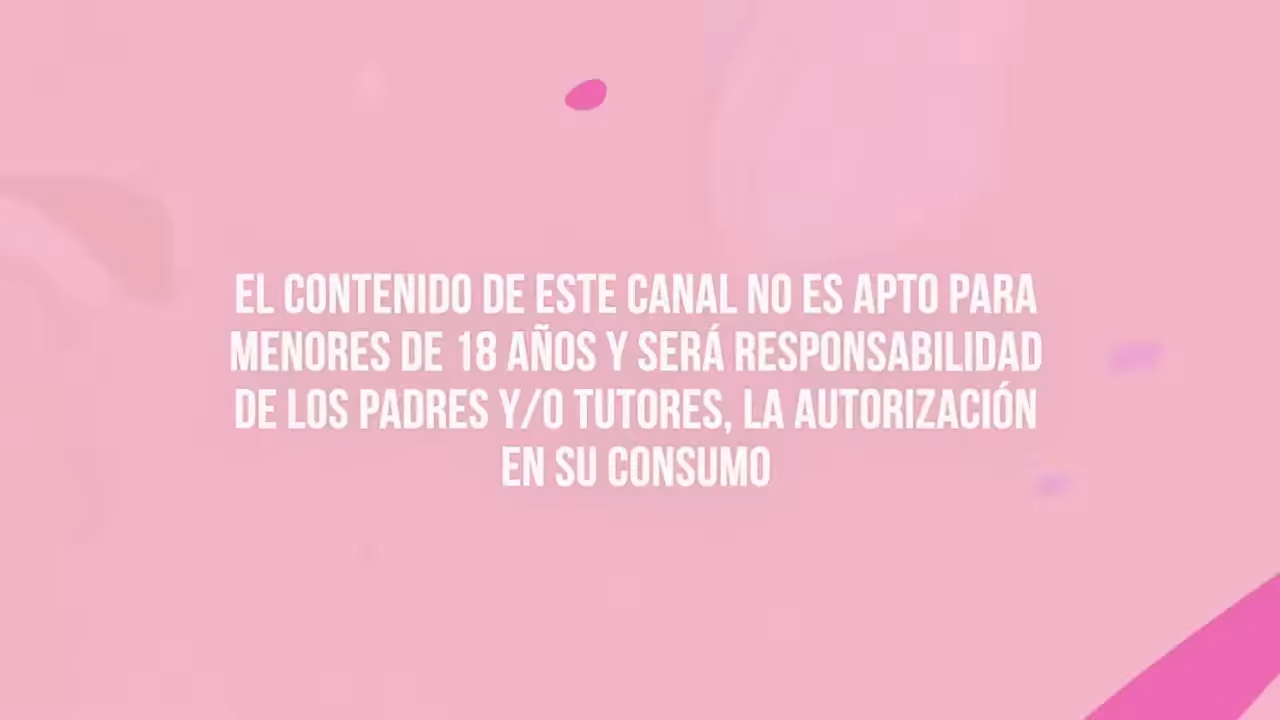 EL CONTENIDO DE ESTE CANAL NO ES APTO PARA
MENORES DE 18 AÑOS Y SERÁ RESPONSABILIDAD
DE LOS PADRES Y/O TUTORES, LA AUTORIZACIÓN
EN SU CONSUMO